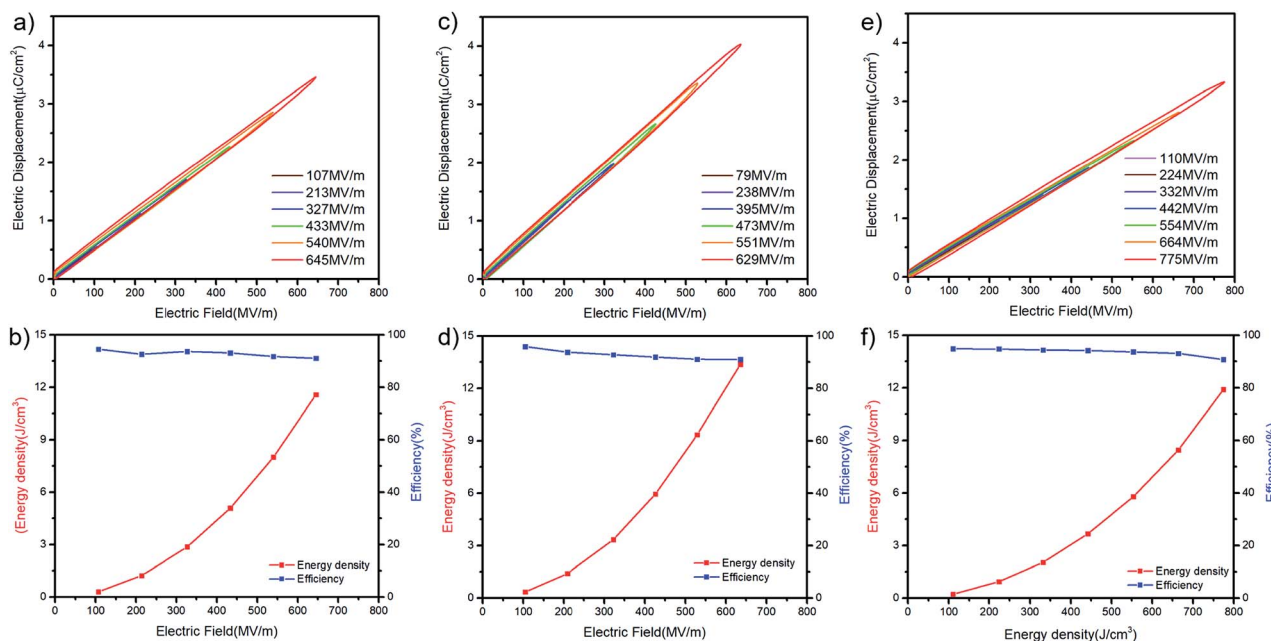 a)
Electric Displacement(μC/cm²)
4
3
2
1
0
107MV/m
213MV/m
327MV/m
433MV/m
540MV/m
645MV/m
0 100 200 300 400 500 600 700 800
Electric Field(MV/m)
c)
Electric Displacement(μC/cm²)
4
3
2
1
0
79MV/m
238MV/m
395MV/m
473MV/m
551MV/m
629MV/m
0 100 200 300 400 500 600 700 800
Electric Field(MV/m)
e)
Electric Displacement(μC/cm²)
4
3
2
1
0
110MV/m
224MV/m
332MV/m
442MV/m
554MV/m
664MV/m
775MV/m
0 100 200 300 400 500 600 700 800
Electric Field(MV/m)
b)
(Energy density(J/cm³)
15
12
9
6
3
0
100
80
60
40
20
0
Efficiency(%)
Energy density
Efficiency
0 100 200 300 400 500 600 700 800
Electric Field(MV/m)
d)
Energy density(J/cm³)
15
12
9
6
3
0
100
80
60
40
20
0
Efficiency(%)
Energy density
Efficiency
0 100 200 300 400 500 600 700 800
Electric Field(MV/m)
f)
Energy density(J/cm³)
15
12
9
6
3
0
100
80
60
40
20
0
Efficiency(%)
Energy density
Efficiency
0 100 200 300 400 500 600 700 800
Energy density(J/cm³)